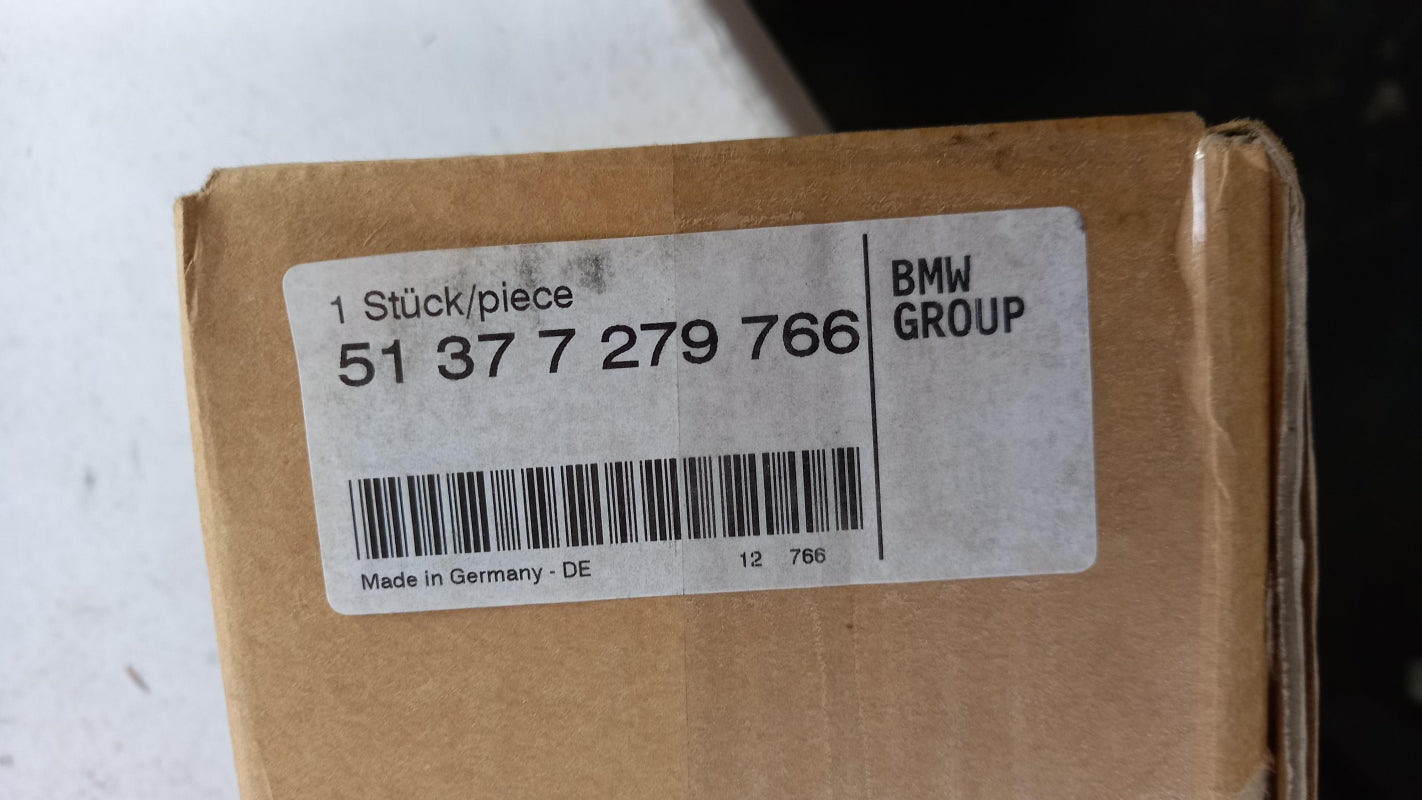 1 Stück/piece
51 37 7 279 766
Made in Germany - DE
12 766
BMW
GROUP